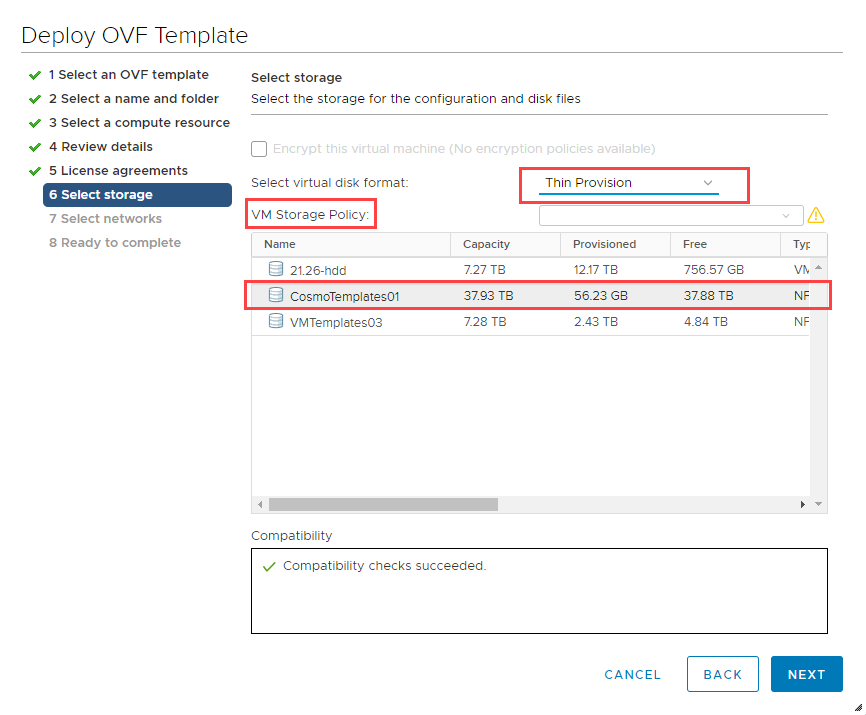 Deploy OVF Template
1 Select an OVF template
2 Select a name and folder
3 Select a compute resource
4 Review details
5 License agreements
6 Select storage
7 Select networks
8 Ready to complete
Select storage
Select the storage for the configuration and disk files
Encrypt this virtual machine (No encryption policies available)
Select virtual disk format: Thin Provision
VM Storage Policy:
Name Capacity Provisioned Free Typ
21.26-hdd 7.27 TB 12.17 TB 756.57 GB VM
CosmoTemplates01 37.93 TB 56.23 GB 37.88 TB NF
VMTemplates03 7.28 TB 2.43 TB 4.84 TB NF
Compatibility
Compatibility checks succeeded.
CANCEL BACK NEXT